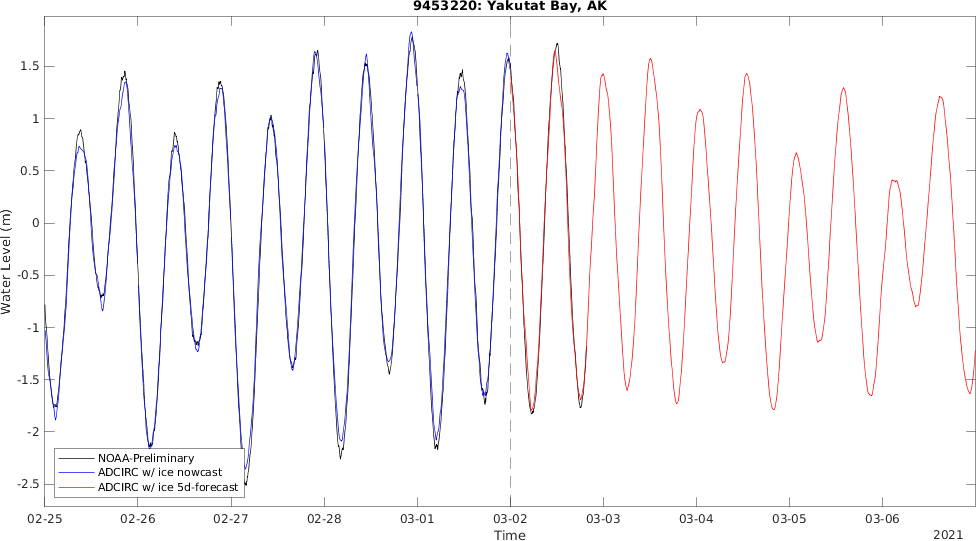 9453220: Yakutat Bay, AK
Water Level (m)
1.5
1
0.5
0
-0.5
-1
-1.5
-2
-2.5
NOAA-Preliminary
ADCIRC w/ ice nowcast
ADCIRC w/ ice 5d-forecast
02-25 02-26 02-27 02-28 03-01 03-02 03-03 03-04 03-05 03-06
Time
2021